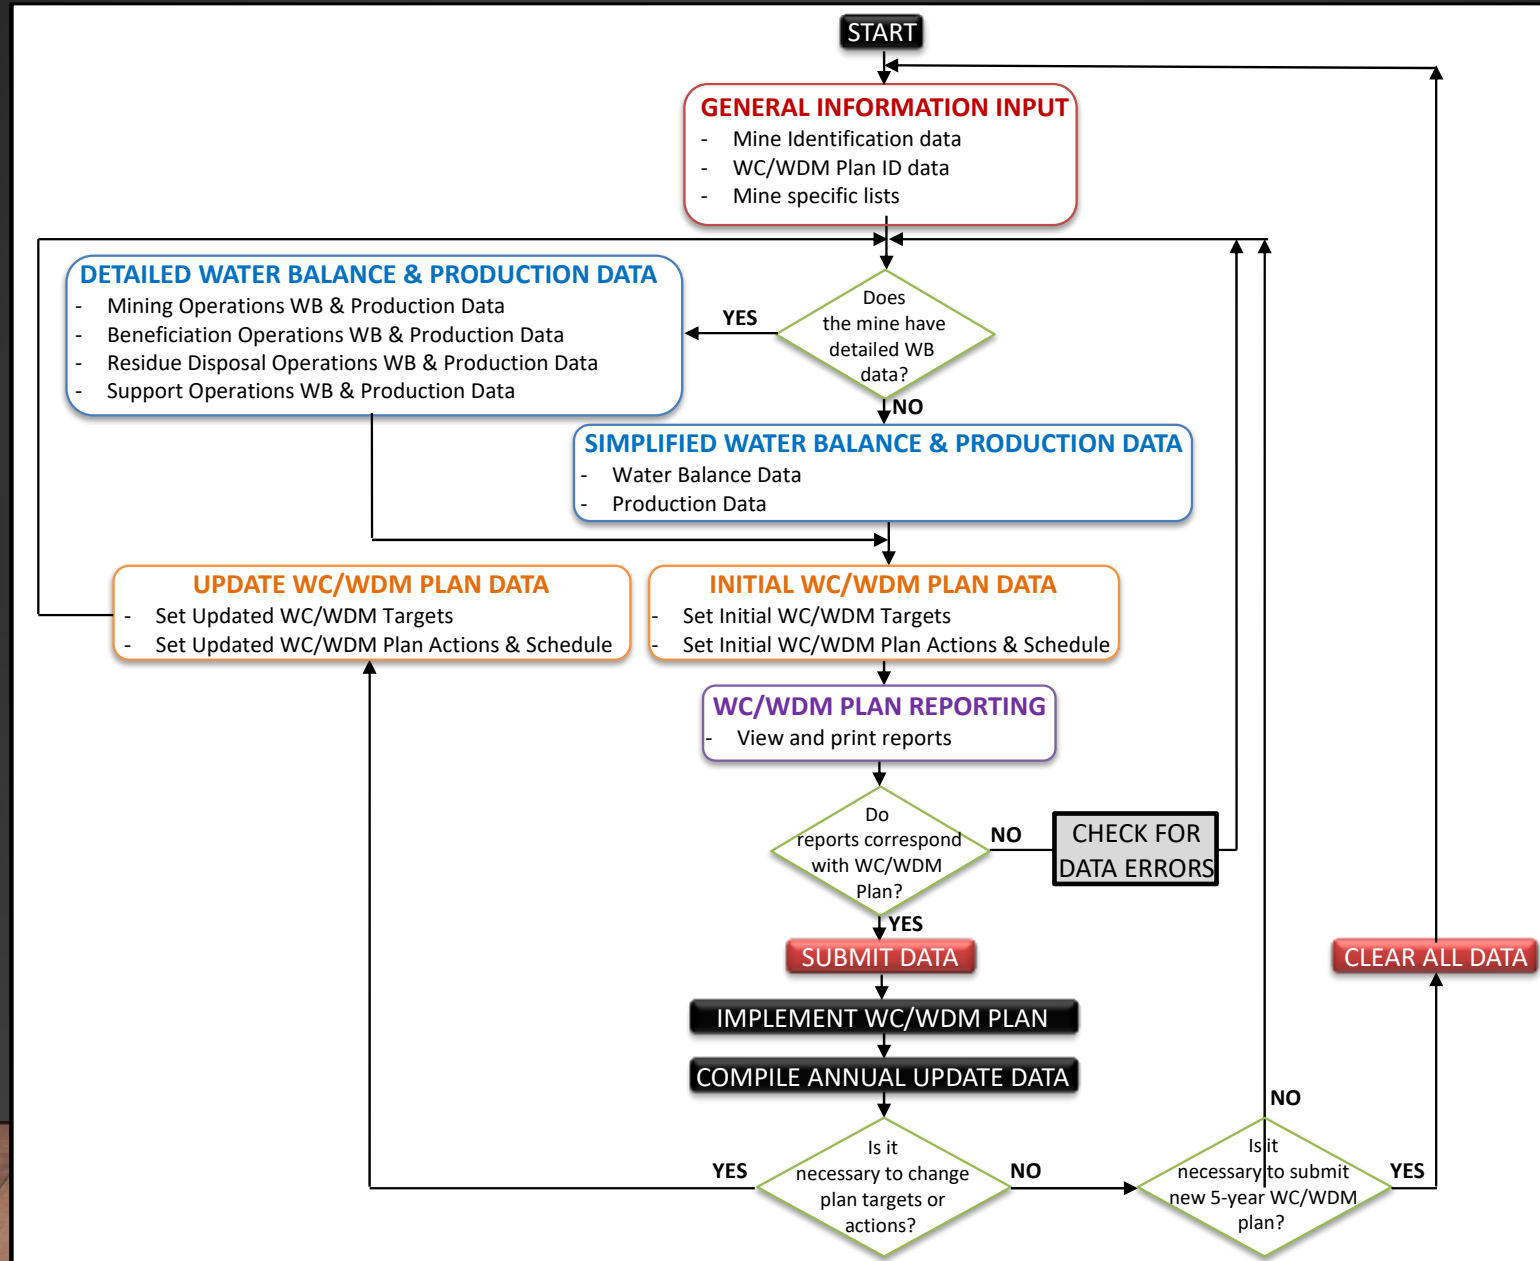 START
GENERAL INFORMATION INPUT
- Mine Identification data
- WC/WDM Plan ID data
- Mine specific lists
DETAILED WATER BALANCE & PRODUCTION DATA
- Mining Operations WB & Production Data
- Beneficiation Operations WB & Production Data
- Residue Disposal Operations WB & Production Data
- Support Operations WB & Production Data
YES
Does
the mine have
detailed WB
data?
NO
SIMPLIFIED WATER BALANCE & PRODUCTION DATA
- Water Balance Data
- Production Data
UPDATE WC/WDM PLAN DATA
- Set Updated WC/WDM Targets
- Set Updated WC/WDM Plan Actions & Schedule
INITIAL WC/WDM PLAN DATA
- Set Initial WC/WDM Targets
- Set Initial WC/WDM Plan Actions & Schedule
WC/WDM PLAN REPORTING
- View and print reports
Do
reports correspond
with WC/WDM
Plan?
NO
CHECK FOR
DATA ERRORS
YES
SUBMIT DATA
CLEAR ALL DATA
IMPLEMENT WC/WDM PLAN
COMPILE ANNUAL UPDATE DATA
YES
Is it
necessary to change
plan targets or
actions?
NO
NO
Is it
necessary to submit
new 5-year WC/WDM
plan?
YES